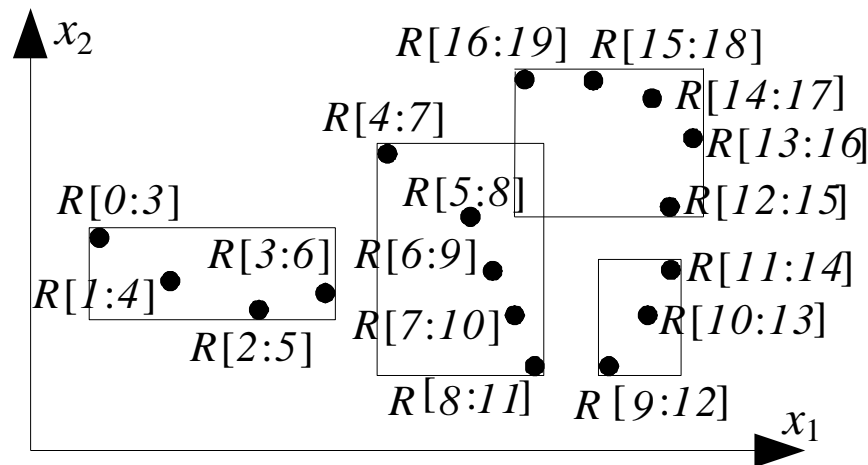 x₂
R[16:19]
R[15:18]
R[14:17]
R[4:7]
R[13:16]
R[5:8]
R[12:15]
R[0:3]
R[3:6]
R[6:9]
R[11:14]
R[1:4]
R[7:10]
R[10:13]
R[2:5]
R[8:11]
R[9:12]
x₁